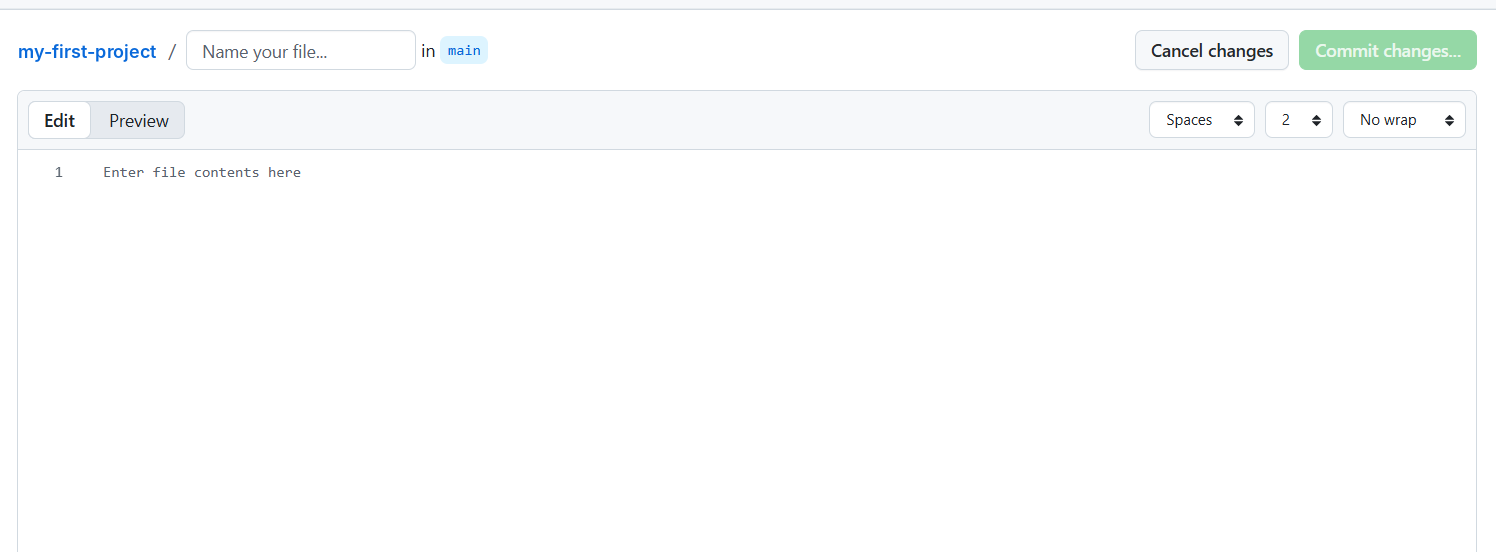 my-first-project / Name your file... in main Cancel changes Commit changes...
Edit Preview Spaces 2 No wrap
1 Enter file contents here